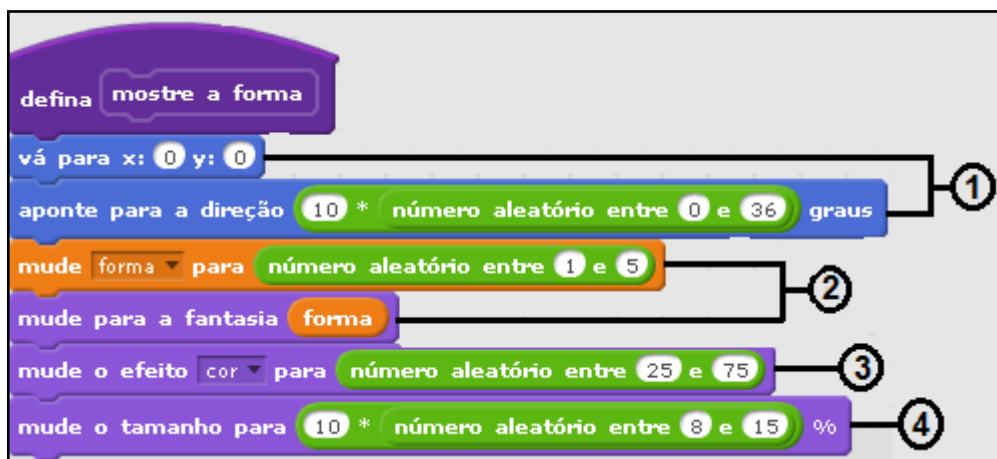 defina mostre a forma
vá para x: 0 y: 0
1
aponte para a direção 10 * número aleatório entre 0 e 36 graus
mude forma para número aleatório entre 1 e 5
2
mude para a fantasia forma
mude o efeito cor para número aleatório entre 25 e 75
3
mude o tamanho para 10 * número aleatório entre 8 e 15 %
4